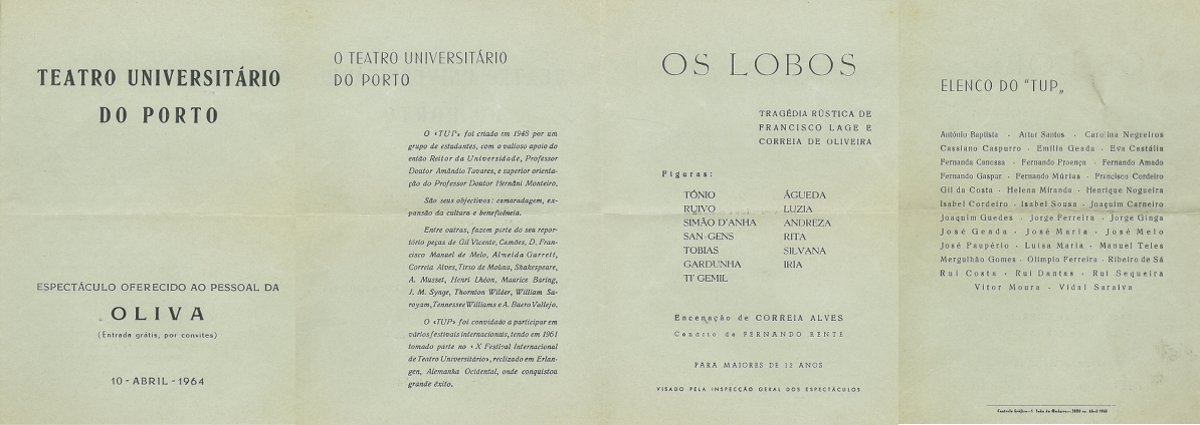 TEATRO UNIVERSITÁRIO
DO PORTO
ESPECTÁCULO OFERECIDO AO PESSOAL DA
OLIVA
(Entrada grátis, por convites)
10 - ABRIL - 1964
O TEATRO UNIVERSITÁRIO
DO PORTO
O «TUP» foi criado em 1948 por um
grupo de estudantes, com o valioso apoio do
então Reitor da Universidade, Professor
Doutor Amândio Tavares, e superior orienta-
ção do Professor Doutor Hernâni Monteiro.
São seus objectivos: camaradagem, ex-
pansão da cultura e beneficência.
Entre outras, fazem parte do seu repor-
tório peças de Gil Vicente, Camões, D. Fran-
cisco Manuel de Melo, Almeida Garrett,
Correia Alves, Tirso de Molina, Shakespeare,
A. Musset, Henri Lhéon, Maurice Baring,
J. M. Synge, Thornton Wilder, William Sa-
royam, Tennessee Williams e A. Buero Vallejo.
O «TUP» foi convidado a participar em
vários festivais internacionais, tendo em 1961
tomado parte no « X Festival Internacional
de Teatro Universitário», realizado em Erlan-
gen, Alemanha Ocidental, onde conquistou
grande êxito.
OS LOBOS
TRAGÉDIA RÚSTICA DE
FRANCISCO LAGE E
CORREIA DE OLIVEIRA
Figuras:
TÓNIO ÁGUEDA
RUIVO LUZIA
SIMÃO D'ANHA ANDREZA
SAN-GENS RITA
TOBIAS SILVANA
GARDUNHA IRIA
TI' GEMIL
Encenação de CORREIA ALVES
Cenário de FERNANDO RENTE
PARA MAIORES DE 12 ANOS
VISADO PELA INSPECÇÃO GERAL DOS ESPECTÁCULOS
ELENCO DO "TUP„
António Baptista - Artur Santos - Carolina Negreiros
Cassiano Caspurro - Emília Genda - Eva Castália
Fernanda Canossa - Fernando Proença - Fernando Amado
Fernando Gaspar - Fernando Múrias - Francisco Cordeiro
Gil da Costa - Helena Miranda - Henrique Nogueira
Isabel Cordeiro - Isabel Sousa - Joaquim Carneiro
Joaquim Guedes - Jorge Ferreira - Jorge Ginga
José Genda - José Maria - José Melo
José Paupério - Luísa Maria - Manuel Teles
Mergulhão Gomes - Olímpio Ferreira - Ribeiro de Sá
Rui Costa - Rui Dantas - Rui Sequeira
Vitor Moura - Vidal Saraiva